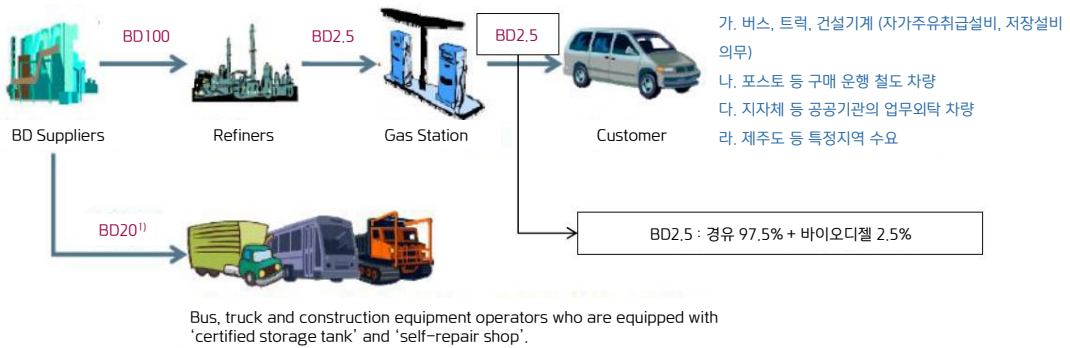 BD100
BD2.5
BD2.5
BD Suppliers
Refiners
Gas Station
Customer
가. 버스, 트럭, 건설기계 (자가주유취급설비, 저장설비
의무)
나. 포스토 등 구매 운행 철도 차량
다. 지자체 등 공공기관의 업무외탁 차량
라. 제주도 등 특정지역 수요
BD20¹⁾
BD2.5 : 경유 97.5% + 바이오디젤 2.5%
Bus, truck and construction equipment operators who are equipped with
‘certified storage tank’ and ‘self-repair shop’.